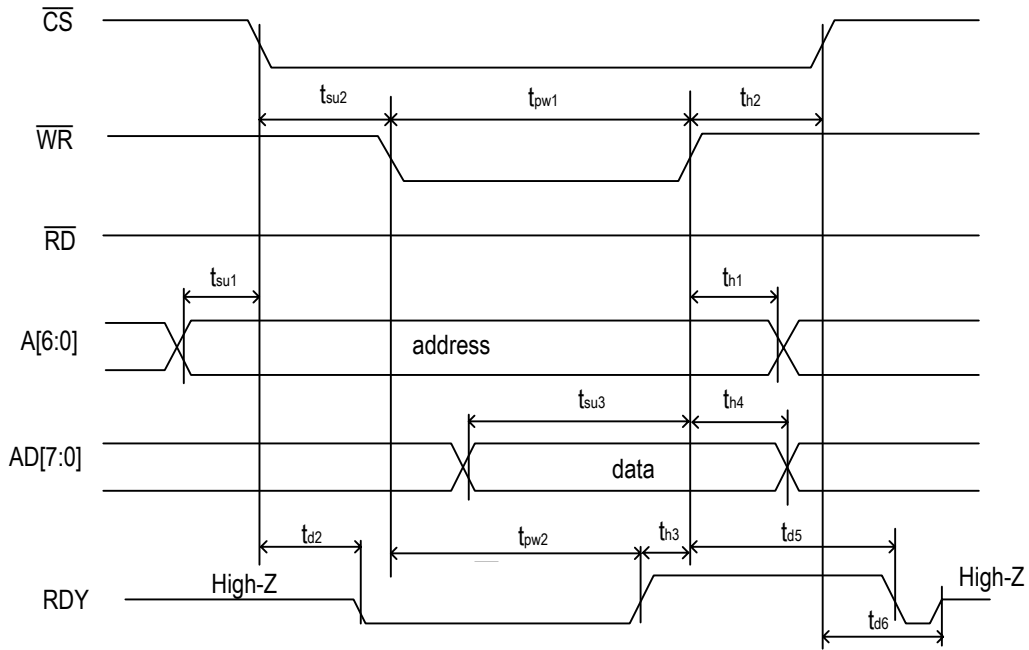 CS
tsu2 tpw1 th2
WR
RD
tsu1 th1
A[6:0] address
tsu3 th4
AD[7:0] data
td2 tpw2 th3 td5
RDY High-Z High-Z
td6